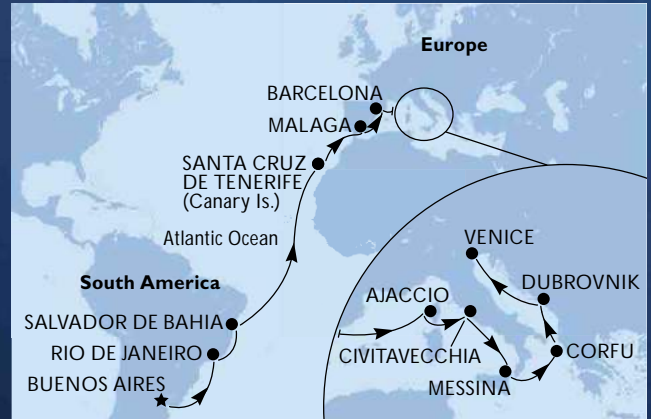 Europe
BARCELONA
MALAGA
SANTA CRUZ
DE TENERIFE
(Canary Is.)
Atlantic Ocean
South America
SALVADOR DE BAHIA
RIO DE JANEIRO
BUENOS AIRES
VENICE
DUBROVNIK
AJACCIO
CIVITAVECCHIA
CORFU
MESSINA